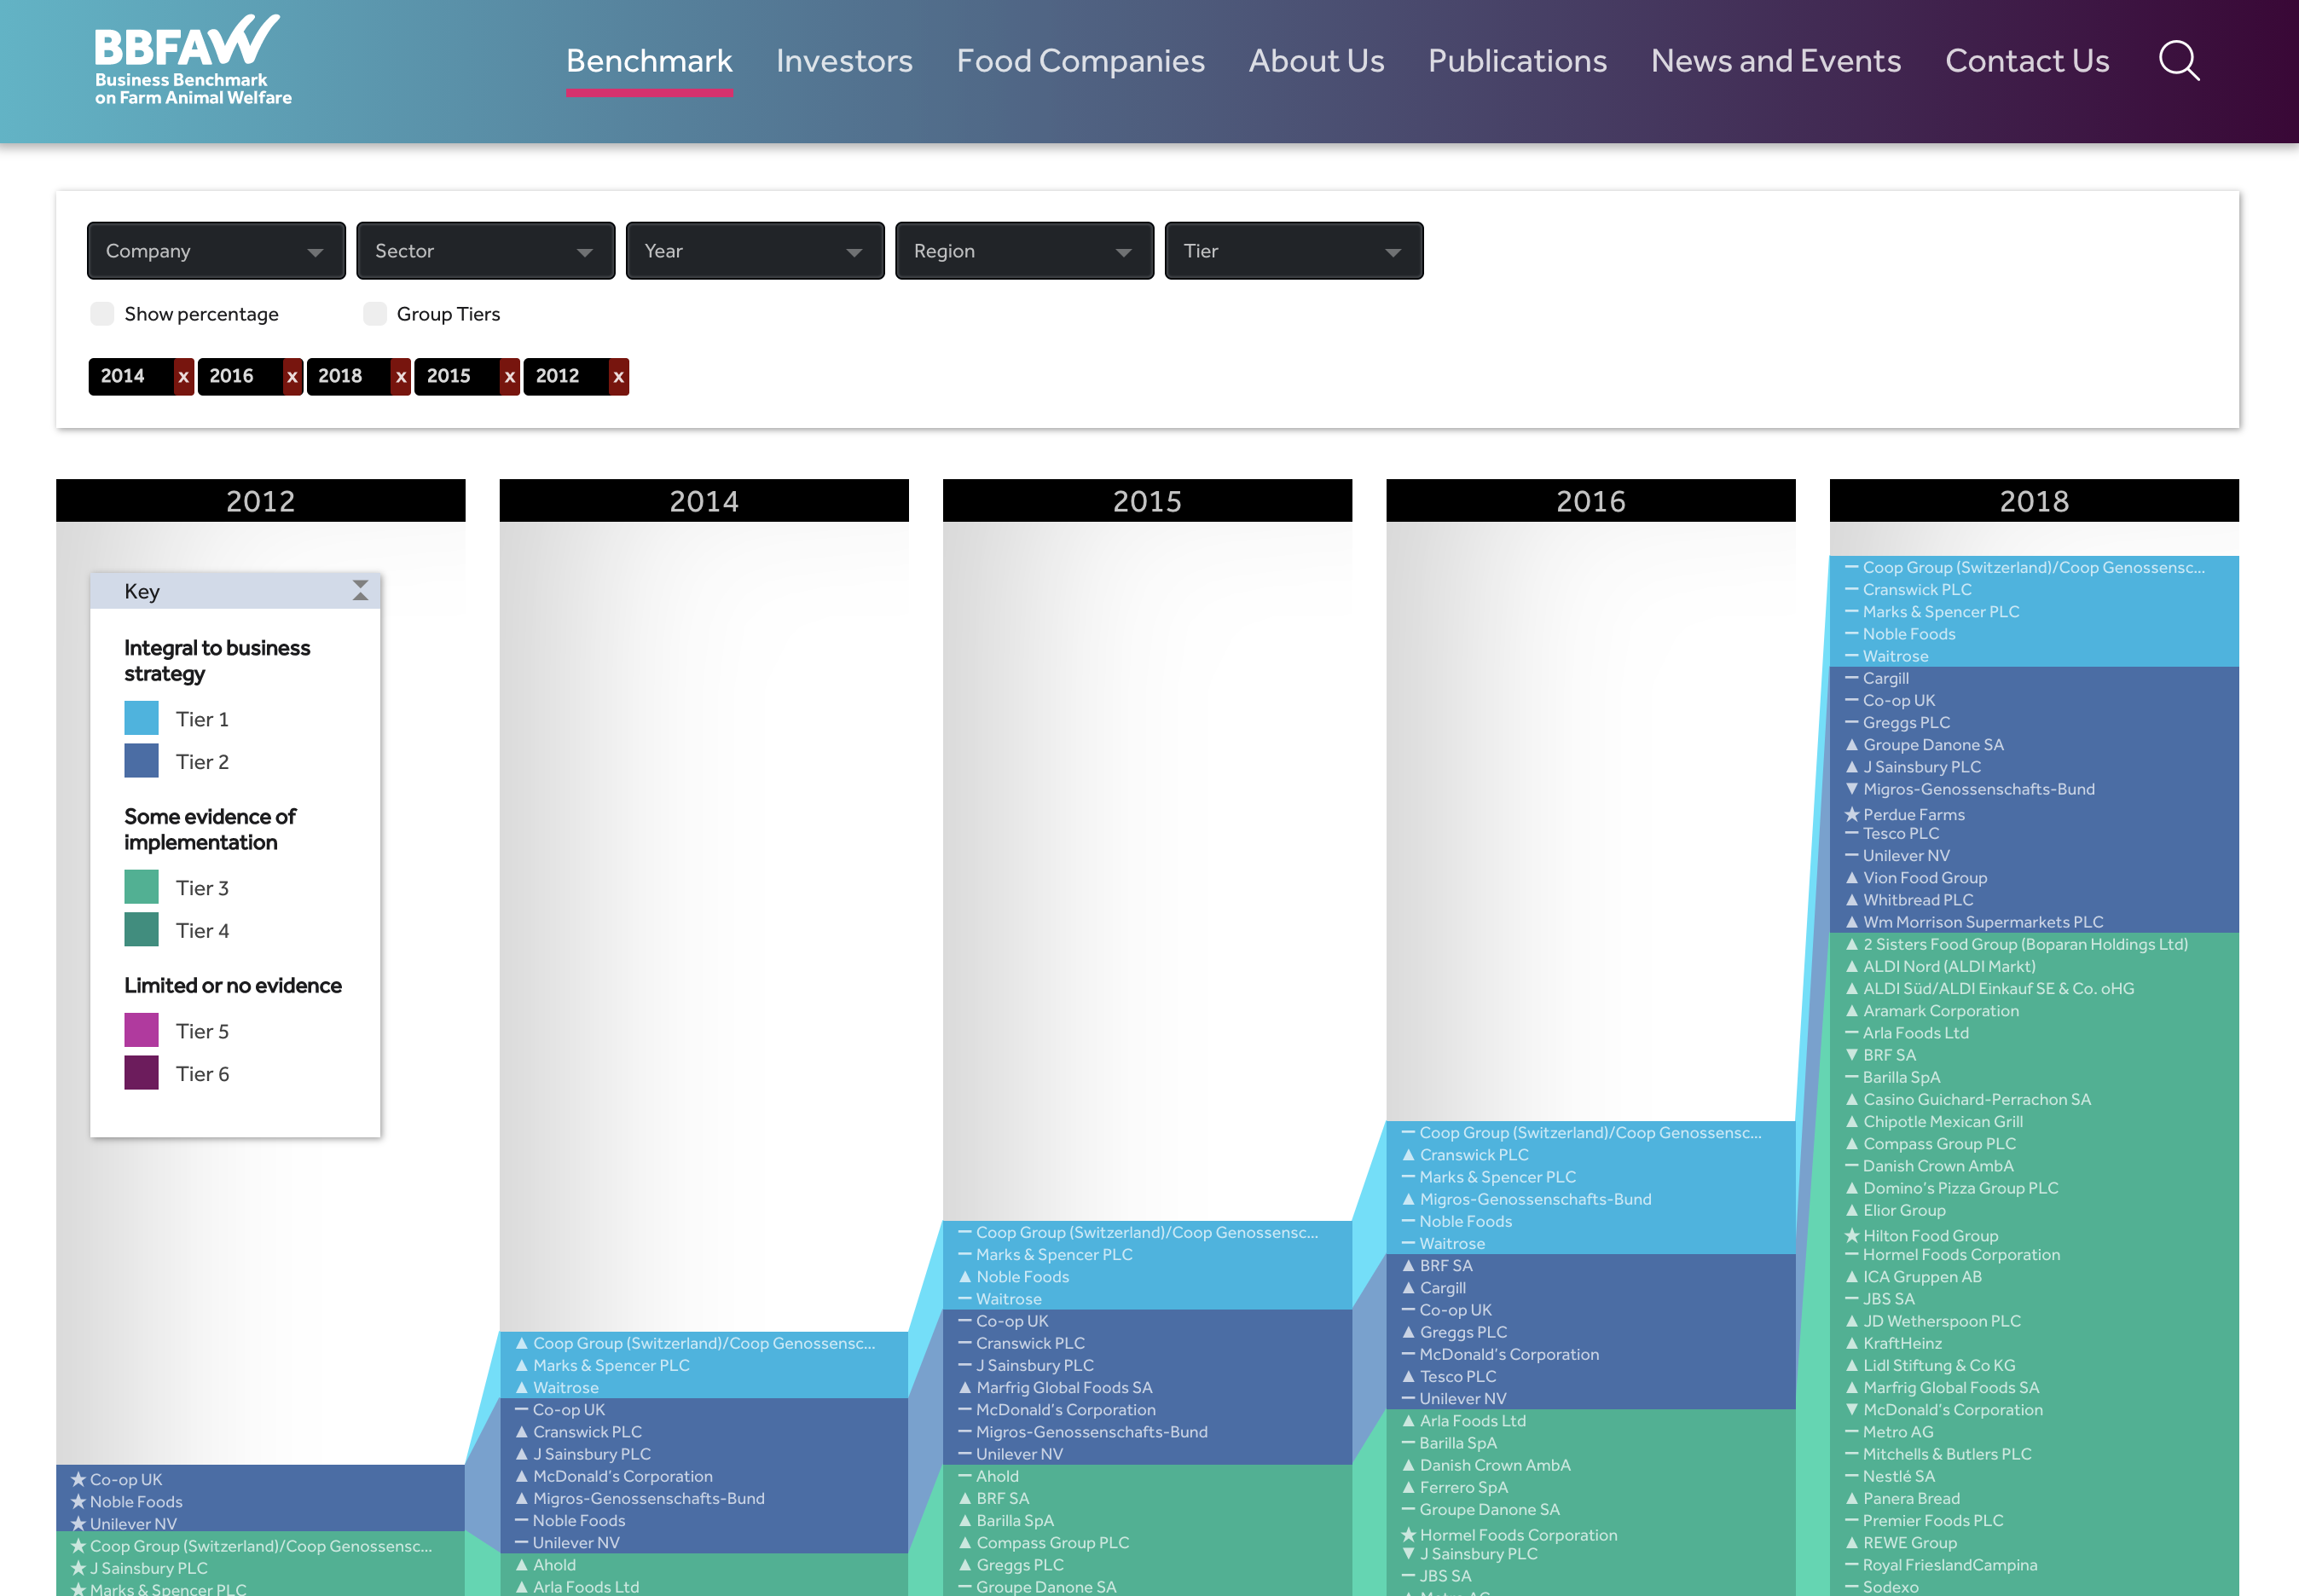 BBFAW
Business Benchmark
on Farm Animal Welfare
Benchmark
Investors
Food Companies
About Us
Publications
News and Events
Contact Us
Company
Sector
Year
Region
Tier
Show percentage
Group Tiers
2014 x
2016 x
2018 x
2015 x
2012 x
2012
Key
Integral to business
strategy
Tier 1
Tier 2
Some evidence of
implementation
Tier 3
Tier 4
Limited or no evidence
Tier 5
Tier 6
★ Co-op UK
★ Noble Foods
★ Unilever NV
★ Coop Group (Switzerland)/Coop Genossensc...
★ J Sainsbury PLC
★ Marks & Spencer PLC
2014
▲ Coop Group (Switzerland)/Coop Genossensc...
▲ Marks & Spencer PLC
▲ Waitrose
— Co-op UK
▲ Cranswick PLC
▲ J Sainsbury PLC
▲ McDonald's Corporation
▲ Migros-Genossenschafts-Bund
— Noble Foods
— Unilever NV
▲ Ahold
▲ Arla Foods Ltd
2015
— Coop Group (Switzerland)/Coop Genossensc...
— Marks & Spencer PLC
▲ Noble Foods
— Waitrose
— Co-op UK
— Cranswick PLC
— J Sainsbury PLC
▲ Marfrig Global Foods SA
— McDonald's Corporation
— Migros-Genossenschafts-Bund
— Unilever NV
— Ahold
▲ BRF SA
▲ Barilla SpA
▲ Compass Group PLC
▲ Greggs PLC
— Groupe Danone SA
2016
— Coop Group (Switzerland)/Coop Genossensc...
▲ Cranswick PLC
— Marks & Spencer PLC
▲ Migros-Genossenschafts-Bund
— Noble Foods
— Waitrose
▲ BRF SA
▲ Cargill
— Co-op UK
▲ Greggs PLC
— McDonald's Corporation
▲ Tesco PLC
— Unilever NV
▲ Arla Foods Ltd
— Barilla SpA
▲ Danish Crown AmbA
▲ Ferrero SpA
— Groupe Danone SA
★ Hormel Foods Corporation
▼ J Sainsbury PLC
— JBS SA
2018
— Coop Group (Switzerland)/Coop Genossensc...
— Cranswick PLC
— Marks & Spencer PLC
— Noble Foods
— Waitrose
— Cargill
— Co-op UK
— Greggs PLC
▲ Groupe Danone SA
▲ J Sainsbury PLC
▼ Migros-Genossenschafts-Bund
★ Perdue Farms
— Tesco PLC
— Unilever NV
▲ Vion Food Group
▲ Whitbread PLC
▲ Wm Morrison Supermarkets PLC
▲ 2 Sisters Food Group (Boparan Holdings Ltd)
▲ ALDI Nord (ALDI Markt)
▲ ALDI Süd/ALDI Einkauf SE & Co. oHG
▲ Aramark Corporation
— Arla Foods Ltd
▼ BRF SA
— Barilla SpA
▲ Casino Guichard-Perrachon SA
▲ Chipotle Mexican Grill
▲ Compass Group PLC
— Danish Crown AmbA
▲ Domino's Pizza Group PLC
▲ Elior Group
★ Hilton Food Group
— Hormel Foods Corporation
▲ ICA Gruppen AB
— JBS SA
▲ JD Wetherspoon PLC
▲ KraftHeinz
▲ Lidl Stiftung & Co KG
▲ Marfrig Global Foods SA
▼ McDonald's Corporation
— Metro AG
— Mitchells & Butlers PLC
— Nestlé SA
▲ Panera Bread
— Premier Foods PLC
▲ REWE Group
— Royal FrieslandCampina
— Sodexo